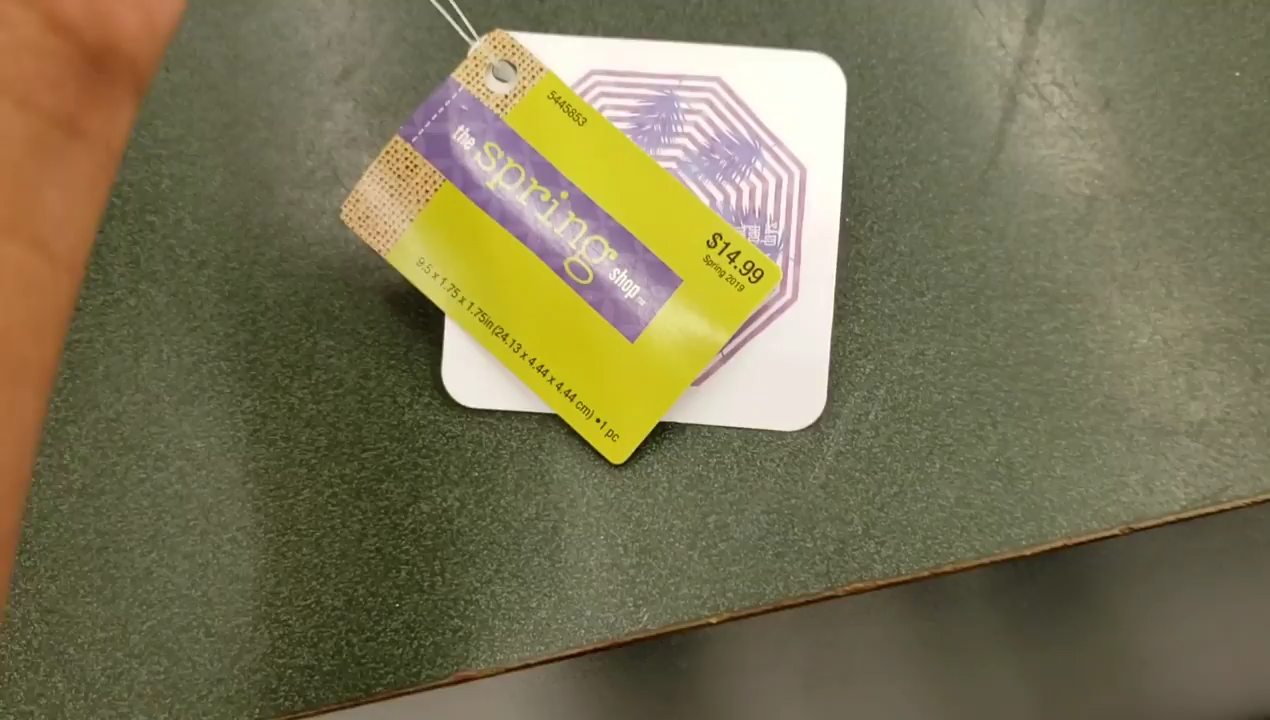 5445853
the spring shop™
$14.99
Spring 2019
9.5 x 1.75 x 1.75in (24.13 x 4.44 x 4.44 cm) • 1 pc